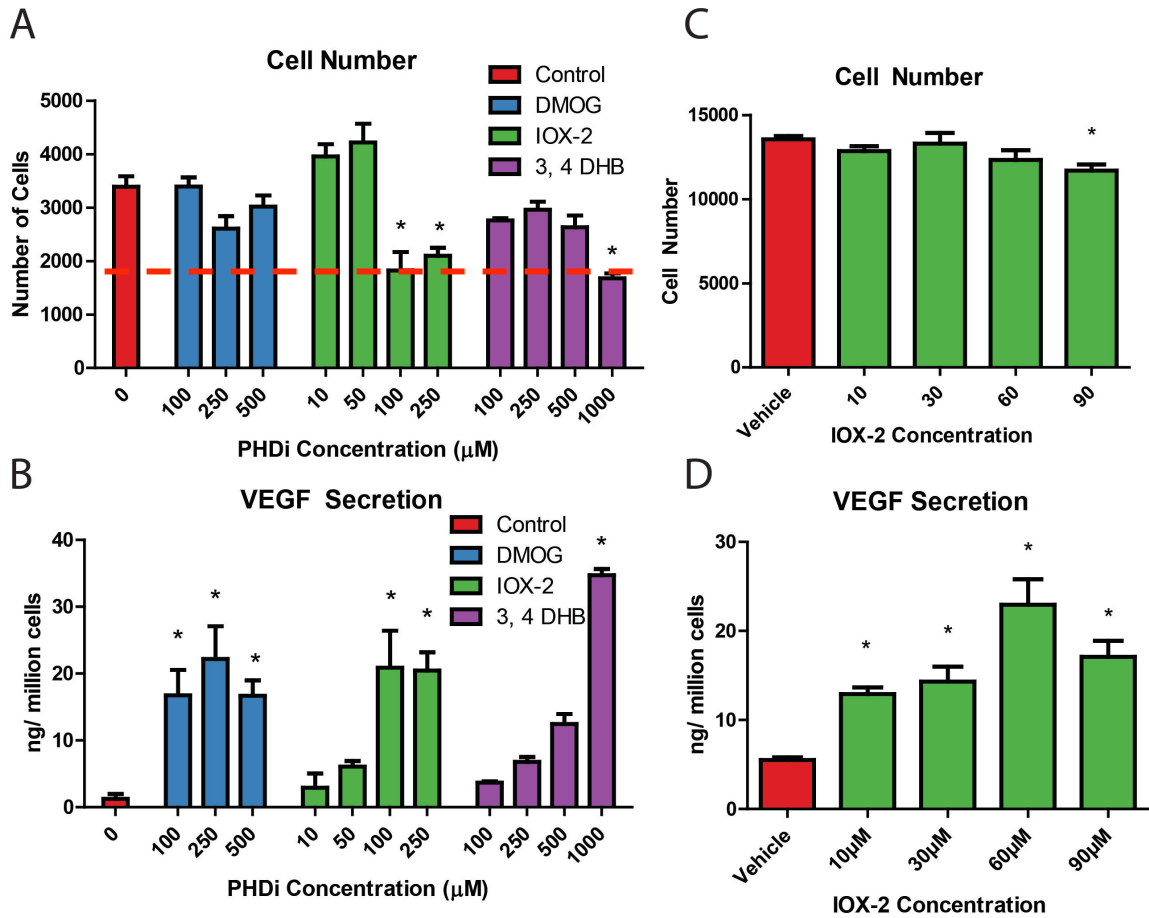 A
Cell Number
Control
DMOG
IOX-2
3, 4 DHB
Number of Cells
5000
4000
3000
2000
1000
0
* * *
0 100 250 500 10 50 100 250 100 250 500 1000
PHDi Concentration (μM)
B
VEGF Secretion
Control
DMOG
IOX-2
3, 4 DHB
ng/ million cells
40
30
20
10
0
* * * * * *
0 100 250 500 10 50 100 250 100 250 500 1000
PHDi Concentration (μM)
C
Cell Number
Cell Number
15000
10000
5000
0
*
Vehicle 10 30 60 90
IOX-2 Concentration
D
VEGF Secretion
ng/ million cells
30
20
10
0
* * * *
Vehicle 10μM 30μM 60μM 90μM
IOX-2 Concentration